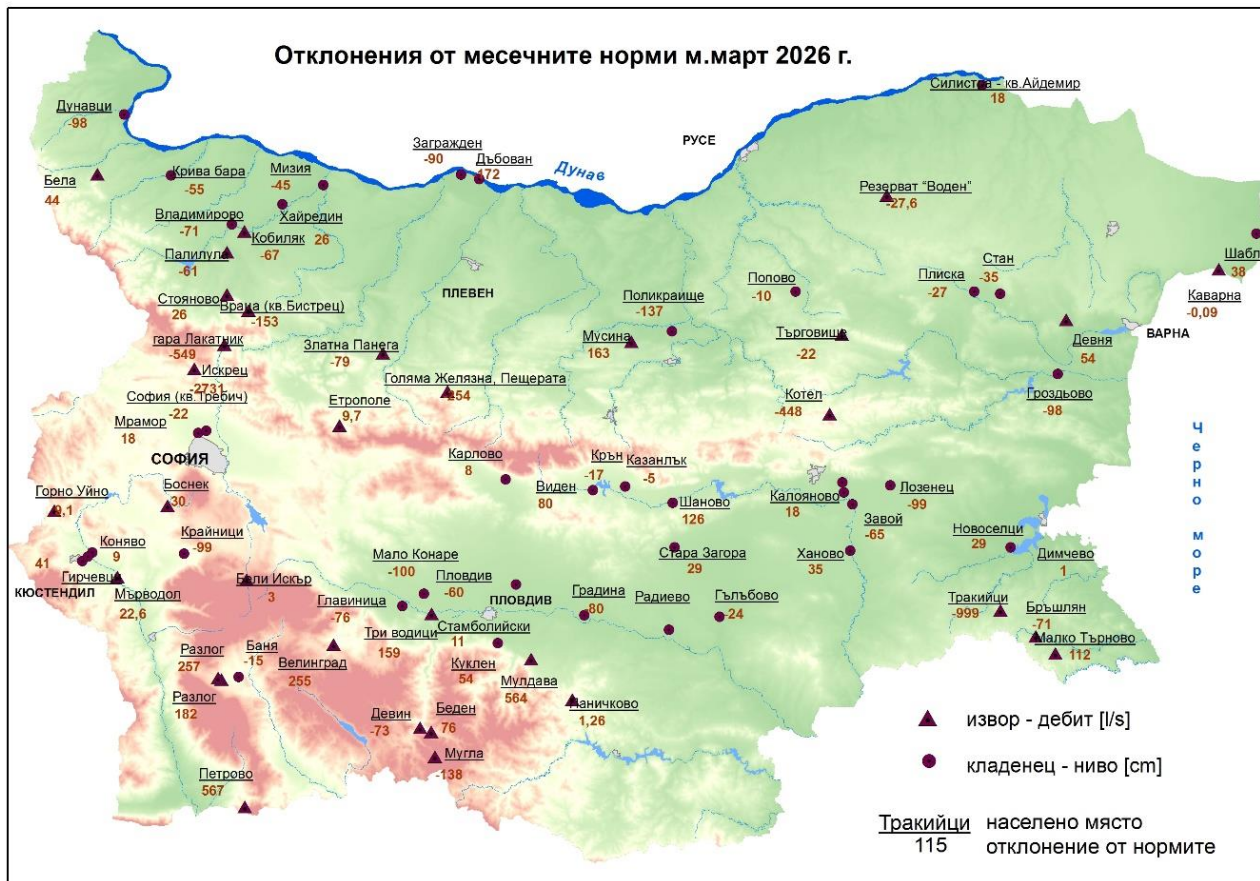 Отклонения от месечните норми м.март 2026 г.
Силистра - кв.Айдемир
18
Дунавци
-98
Загражден
-90
Дъбован
172
Дунав
РУСЕ
Бела
44
Крива бара
-55
Мизия
-45
Хайредин
26
Резерват “Воден”
-27,6
Владимирово
-71
Кобиляк
-67
Палилула
-61
Стояново
26
Враца (кв.Бистрец)
-153
ПЛЕВЕН
Поликраище
-137
Попово
-10
Плиска
-27
Стан
-35
38
Каварна
-0,09
ВАРНА
гара Лакатник
-549
Златна Панега
-79
Мусина
163
Търговище
-22
Девня
54
Искрец
-2731
Голяма Желязна, Пещерата
254
Етрополе
9,7
Котел
-448
Гроздьово
-98
София (кв.Требич)
-22
Мрамор
18
СОФИЯ
Черно море
Карлово
8
Крън
-17
Казанлък
-5
Виден
80
Шаново
126
Калояново
18
Лозенец
-99
Завой
-65
Горно Уйно
Боснек
Крайници
-99
Коняво
9
41
Гирчевци
КЮСТЕНДИЛ
Мърводол
22,6
Бели Искър
3
Мало Конаре
-100
Пловдив
-60
ПЛОВДИВ
Стара Загора
29
Ханово
35
Новоселци
29
Димчево
1
Главиница
-76
Градина
80
Радиево
Гълъбово
-24
Тракийци
-999
Бръшлян
-71
Малко Търново
112
Три водици
159
Стамболийски
11
Куклен
54
Мулдава
564
Разлог
257
Баня
-15
Велинград
255
Разлог
182
Девин
-73
Беден
76
1,26
Мугла
-138
Петрово
567
извор - дебит [l/s]
кладенец - ниво [cm]
Тракийци населено място
115 отклонение от нормите